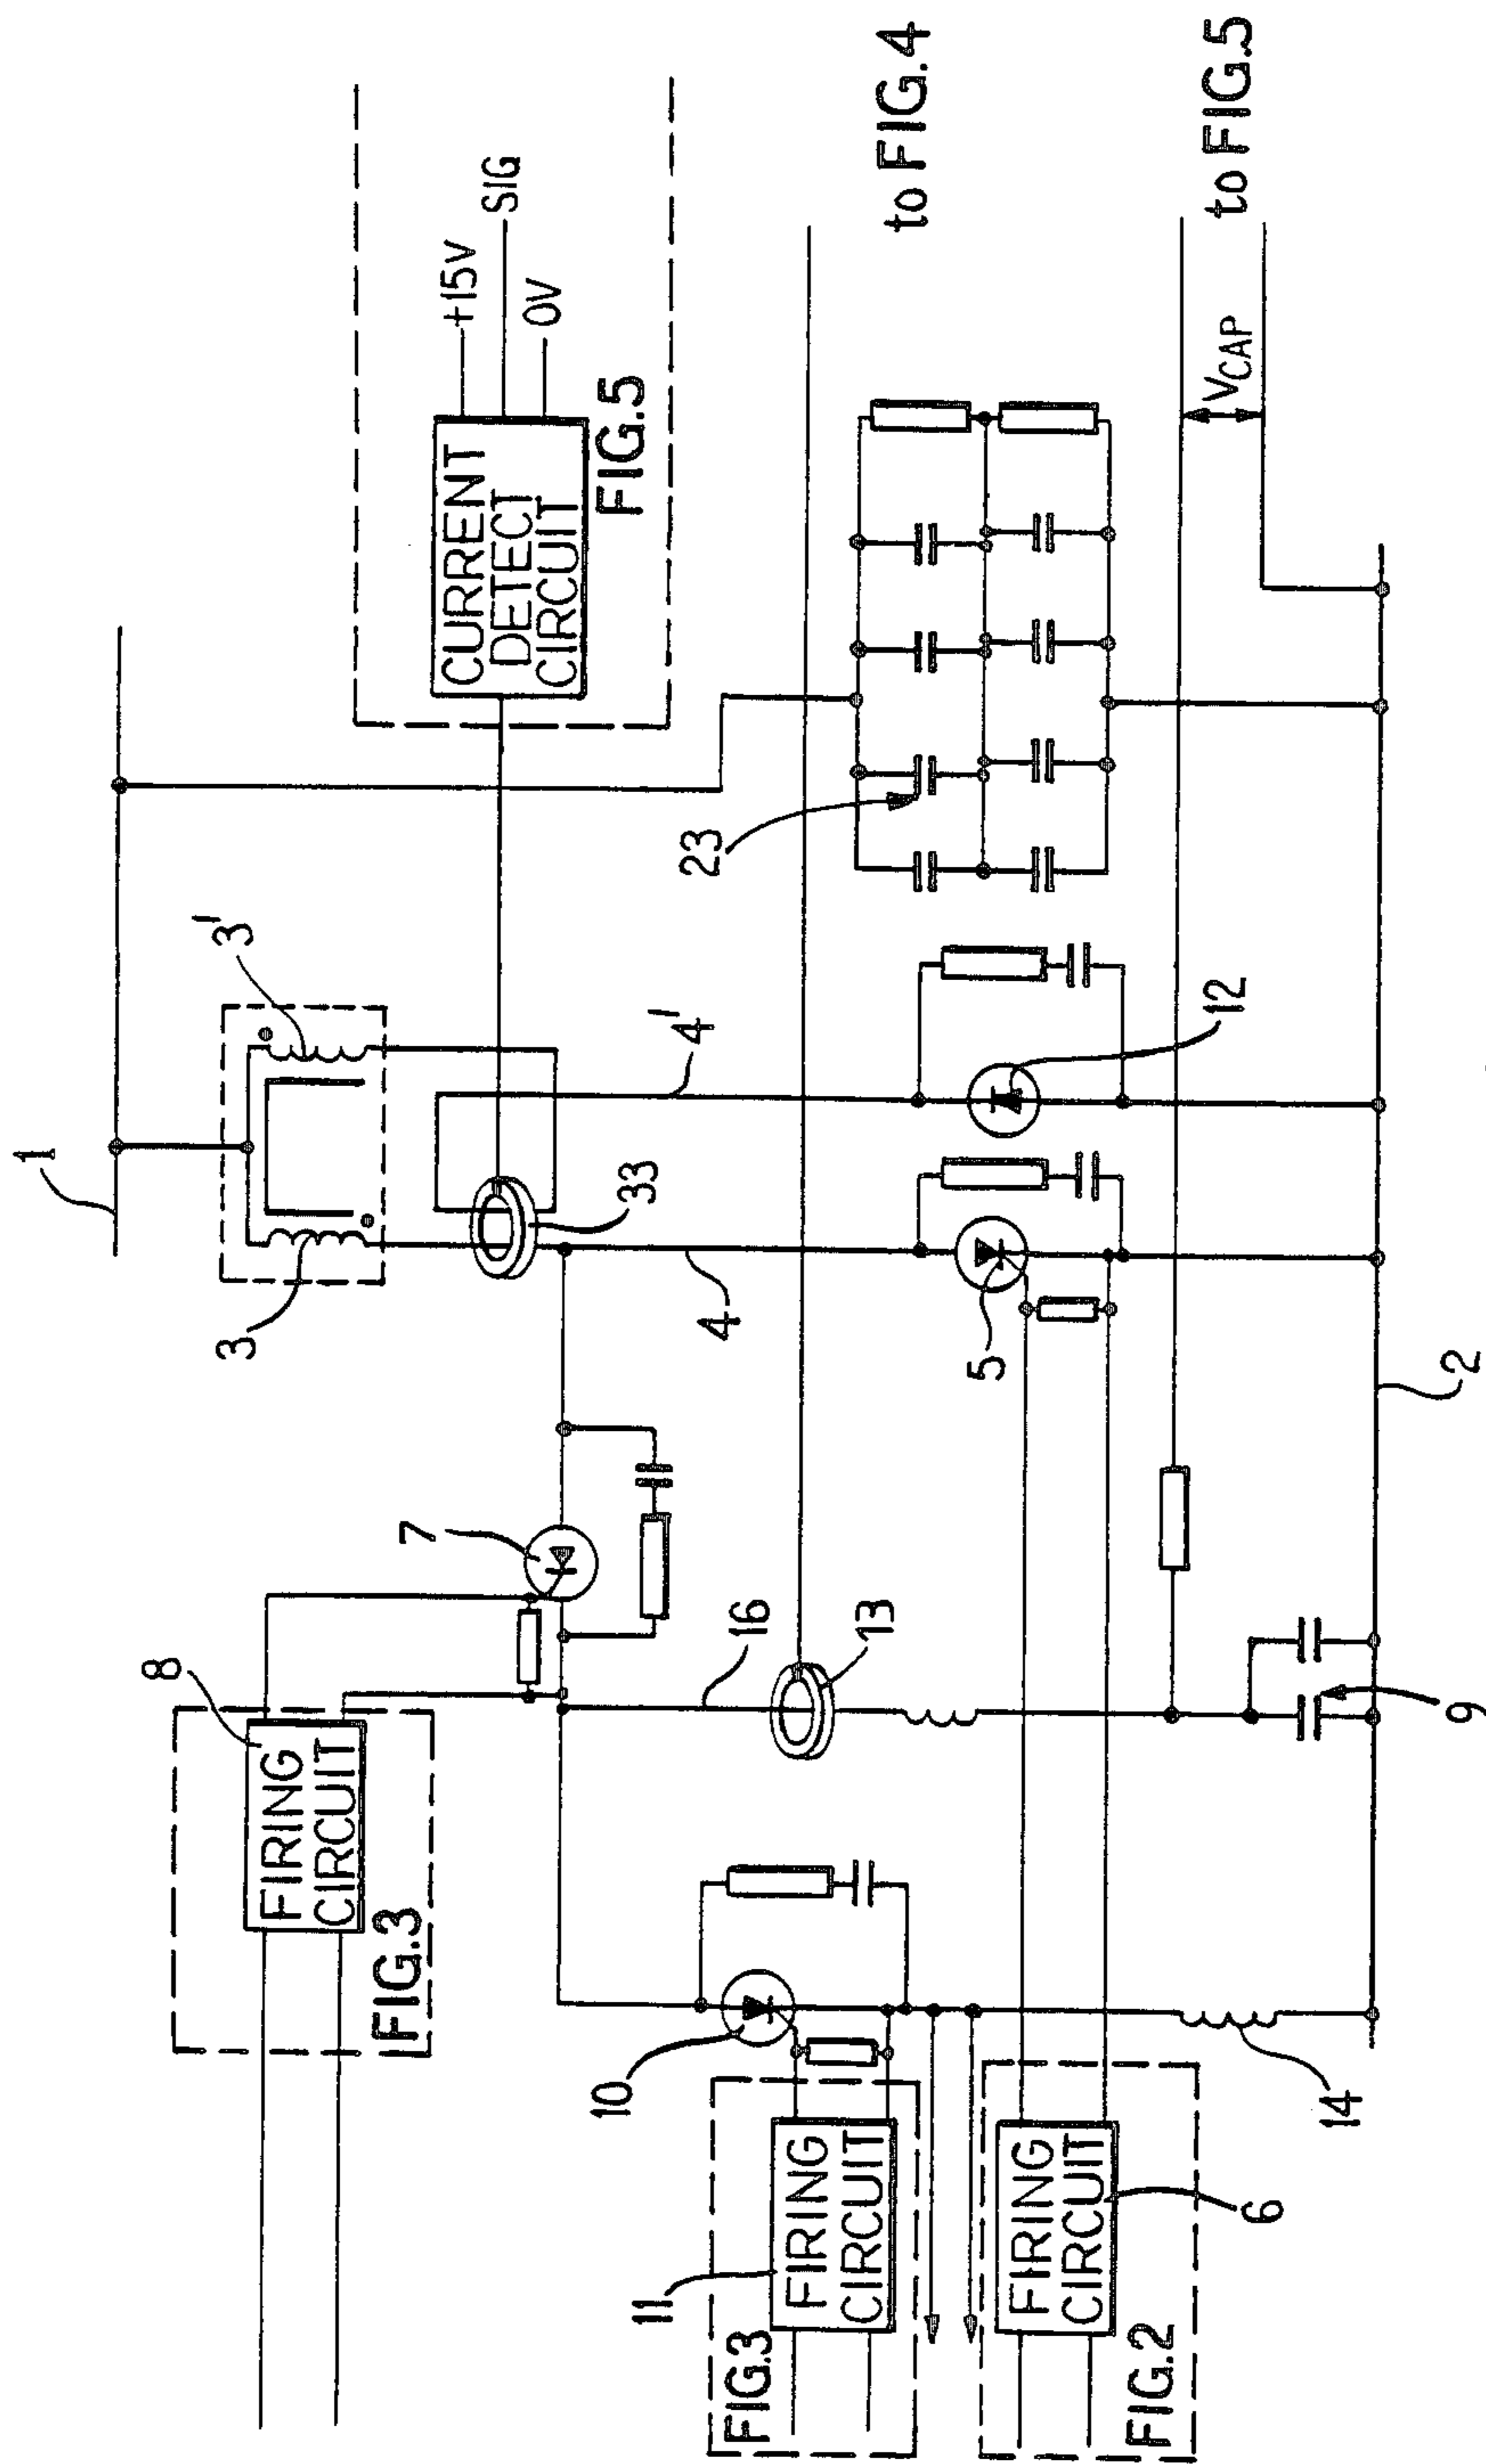 1
3
3'
FIRING
CIRCUIT
8
FIG.3
7
CURRENT
DETECT
CIRCUIT
+15V
SIG
0V
FIG.5
33
4
4'
16
13
10
FIRING
CIRCUIT
11
FIG.3
5
12
23
to FIG.4
FIRING
CIRCUIT
6
FIG.2
14
9
2
VCAP
to FIG.5